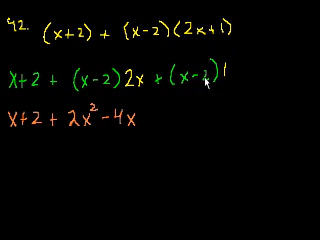 42. (x+2) + (x-2)(2x+1)
x+2 + (x-2)2x + (x-2)1
x+2 + 2x² - 4x